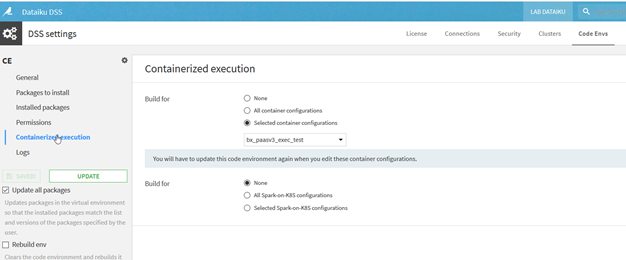 Dataiku DSS
LAB DATAIKU
DSS settings
License
Connections
Security
Clusters
Code Envs
CE
General
Packages to install
Installed packages
Permissions
Containerized execution
Logs
SAVED!
UPDATE
Update all packages
Updates packages in the virtual environment
so that the installed packages match the list
and versions of the packages specified by the
user.
Rebuild env
Clears the code environment and rebuilds it
Containerized execution
Build for
None
All container configurations
Selected container configurations
bx_paasv3_exec_test
You will have to update this code environment again when you edit these container configurations.
Build for
None
All Spark-on-K8S configurations
Selected Spark-on-K8S configurations